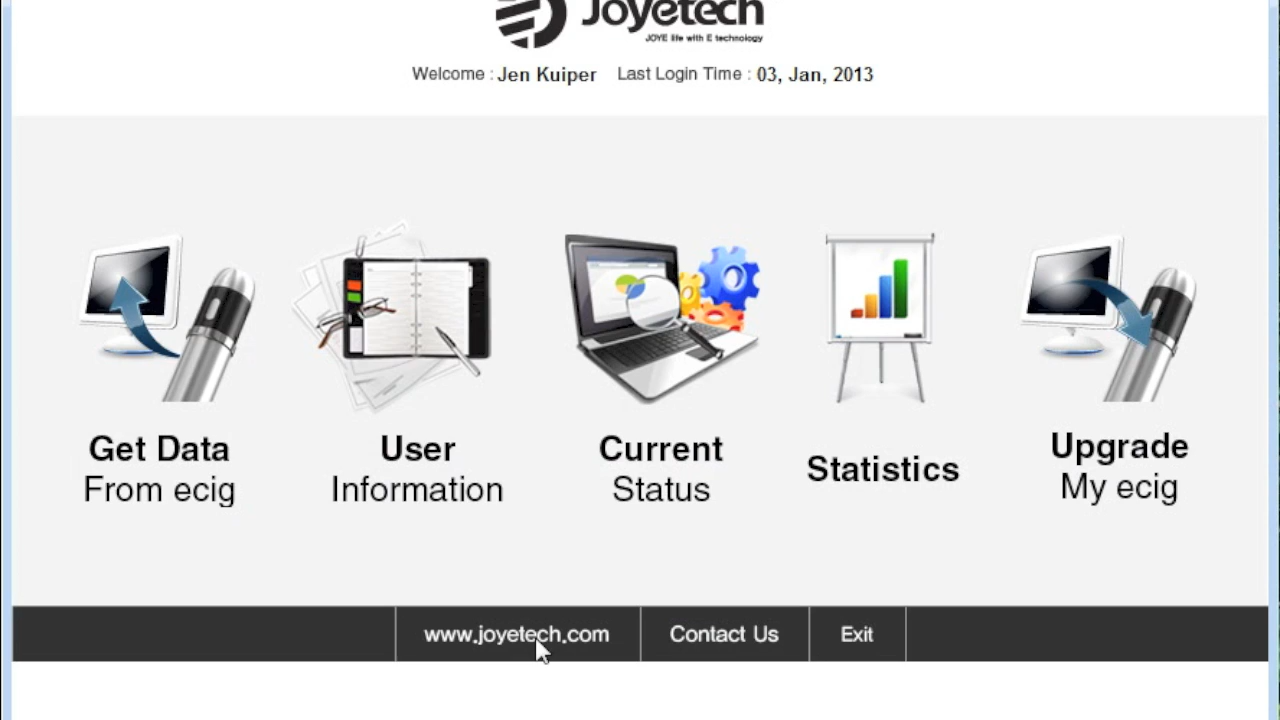 Joyetech
JOYE life with E technology
Welcome : Jen Kuiper Last Login Time : 03, Jan, 2013
Get Data
From ecig
User
Information
Current
Status
Statistics
Upgrade
My ecig
www.joyetech.com Contact Us Exit